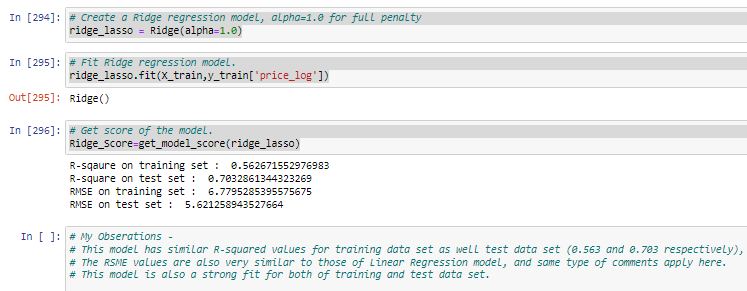 In [294]: # Create a Ridge regression model, alpha=1.0 for full penalty
ridge_lasso = Ridge(alpha=1.0)
In [295]: # Fit Ridge regression model.
ridge_lasso.fit(X_train,y_train['price_log'])
Out[295]: Ridge()
In [296]: # Get score of the model.
Ridge_Score=get_model_score(ridge_lasso)
R-sqaure on training set :  0.562671552976983
R-square on test set :  0.7032861344323269
RMSE on training set :  6.7795285395575675
RMSE on test set :  5.621258943527664
In [ ]: # My Obserations -
# This model has similar R-squared values for training data set as well test data set (0.563 and 0.703 respectively),
# The RSME values are also very similar to those of Linear Regression model, and same type of comments apply here.
# This model is also a strong fit for both of training and test data set.